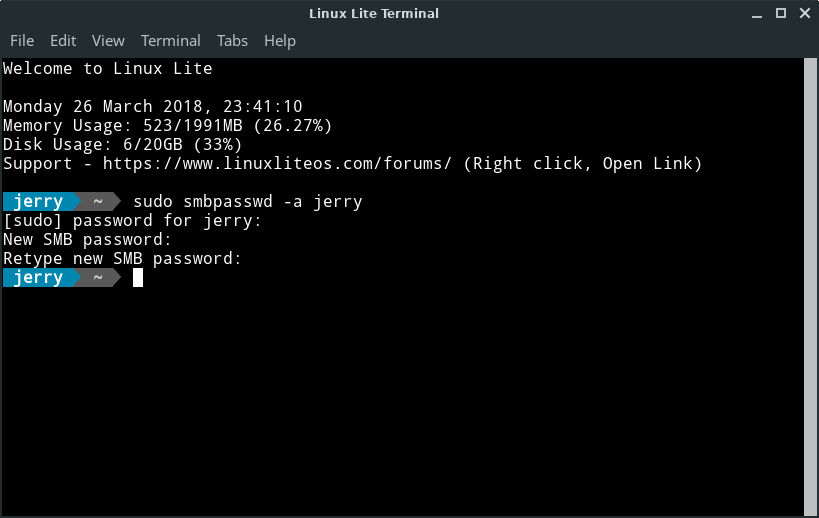 Linux Lite Terminal
File Edit View Terminal Tabs Help
Welcome to Linux Lite
Monday 26 March 2018, 23:41:10
Memory Usage: 523/1991MB (26.27%)
Disk Usage: 6/20GB (33%)
Support - https://www.linuxliteos.com/forums/ (Right click, Open Link)
jerry ~ sudo smbpasswd -a jerry
[sudo] password for jerry:
New SMB password:
Retype new SMB password:
jerry ~